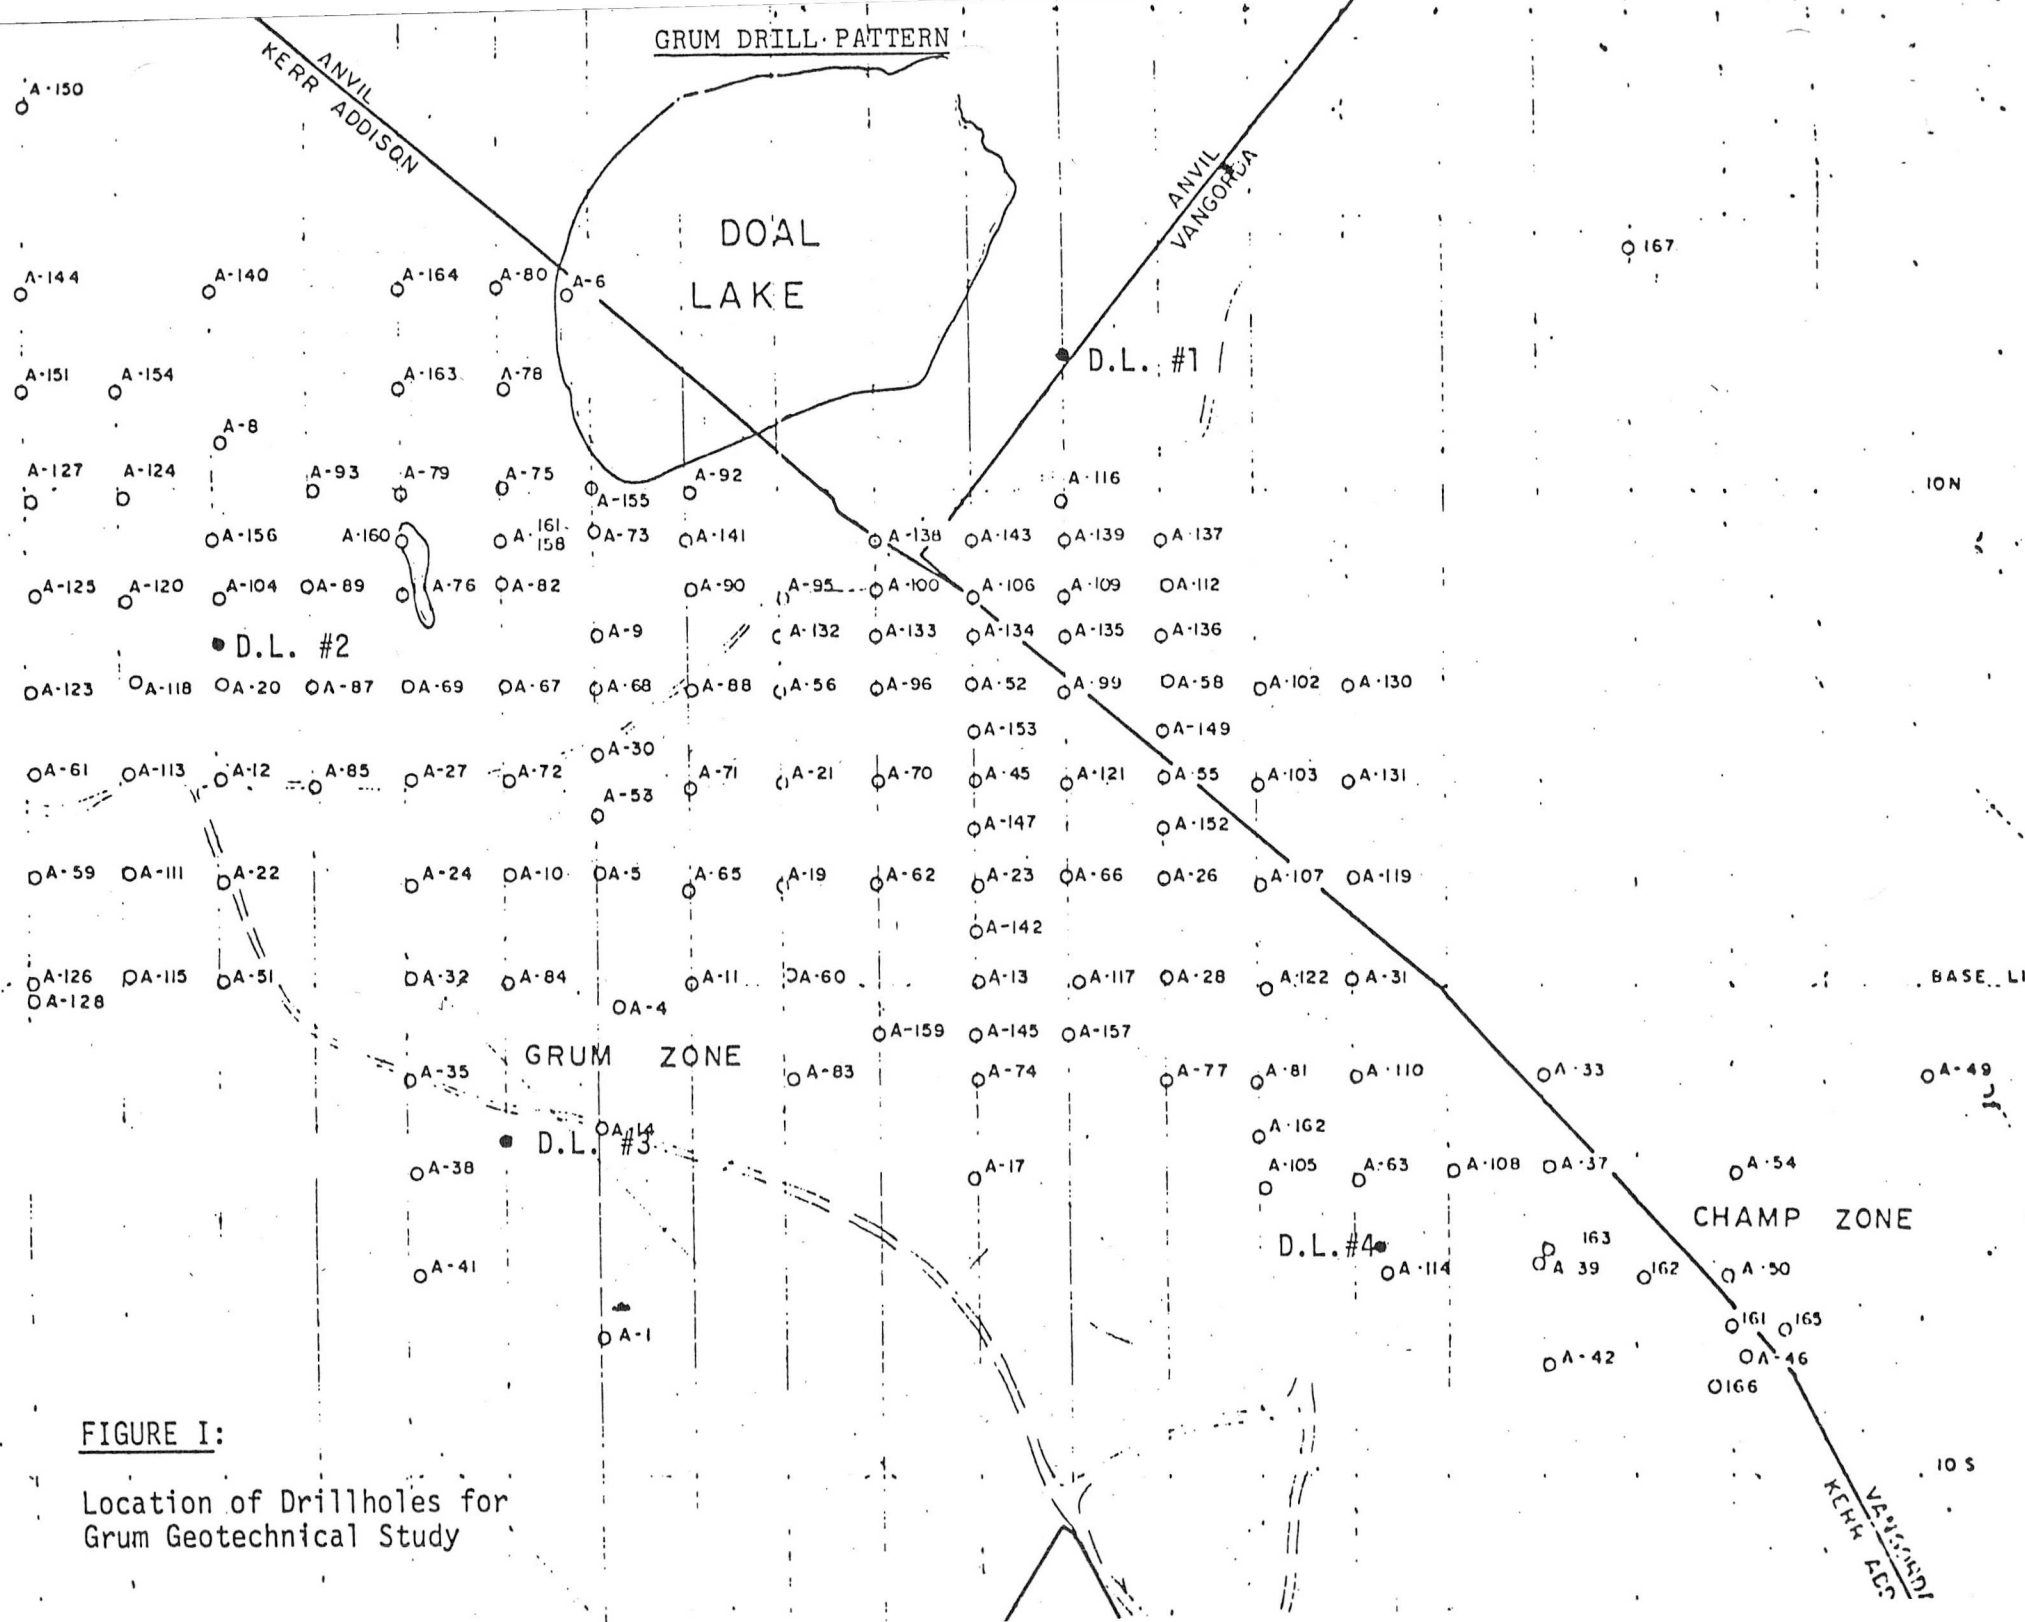 GRUM DRILL PATTERN
ANVIL
KERR ADDISON
A-150
ANVIL
VANGORDA
DOAL
LAKE
167
A-144
A-140
A-164
A-80
A-6
D.L. #1
A-151
A-154
A-163
A-78
A-8
A-127
A-124
A-93
A-79
A-75
A-155
A-92
A-116
10N
A-156
A-160
A-161-158
A-73
A-141
A-138
A-143
A-139
A-137
A-125
A-120
A-104
A-89
A-76
A-82
A-90
A-95
A-100
A-106
A-109
A-112
D.L. #2
A-9
A-132
A-133
A-134
A-135
A-136
A-123
A-118
A-20
A-87
A-69
A-67
A-68
A-88
A-56
A-96
A-52
A-99
A-58
A-102
A-130
A-153
A-149
A-30
A-61
A-113
A-12
A-85
A-27
A-72
A-71
A-21
A-70
A-45
A-121
A-55
A-103
A-131
A-53
A-147
A-152
A-59
A-111
A-22
A-24
A-10
A-5
A-65
A-19
A-62
A-23
A-66
A-26
A-107
A-119
A-142
A-126
A-115
A-51
A-32
A-84
A-11
A-60
A-13
A-117
A-28
A-122
A-31
BASE LI
A-128
A-4
A-159
A-145
A-157
GRUM ZONE
A-35
A-83
A-74
A-77
A-81
A-110
A-33
A-49
A-14
D.L. #3
A-162
A-38
A-17
A-105
A-63
A-108
A-37
A-54
CHAMP ZONE
D.L.#4
163
A-41
A-114
A 39
162
A-50
A-1
161
165
A-42
A-46
166
FIGURE I:
10 S
Location of Drillholes for
Grum Geotechnical Study
KERR ADD